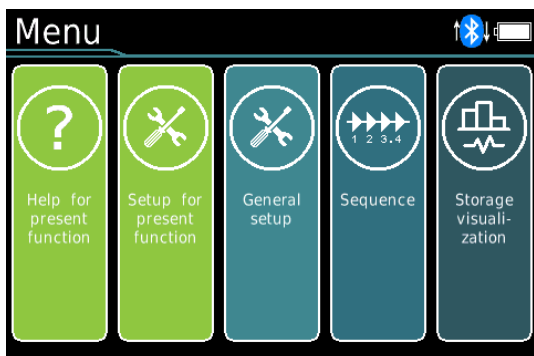 Menu
?
1 2 3.4
Help for
present
function
Setup for
present
function
General
setup
Sequence
Storage
visuali-
zation